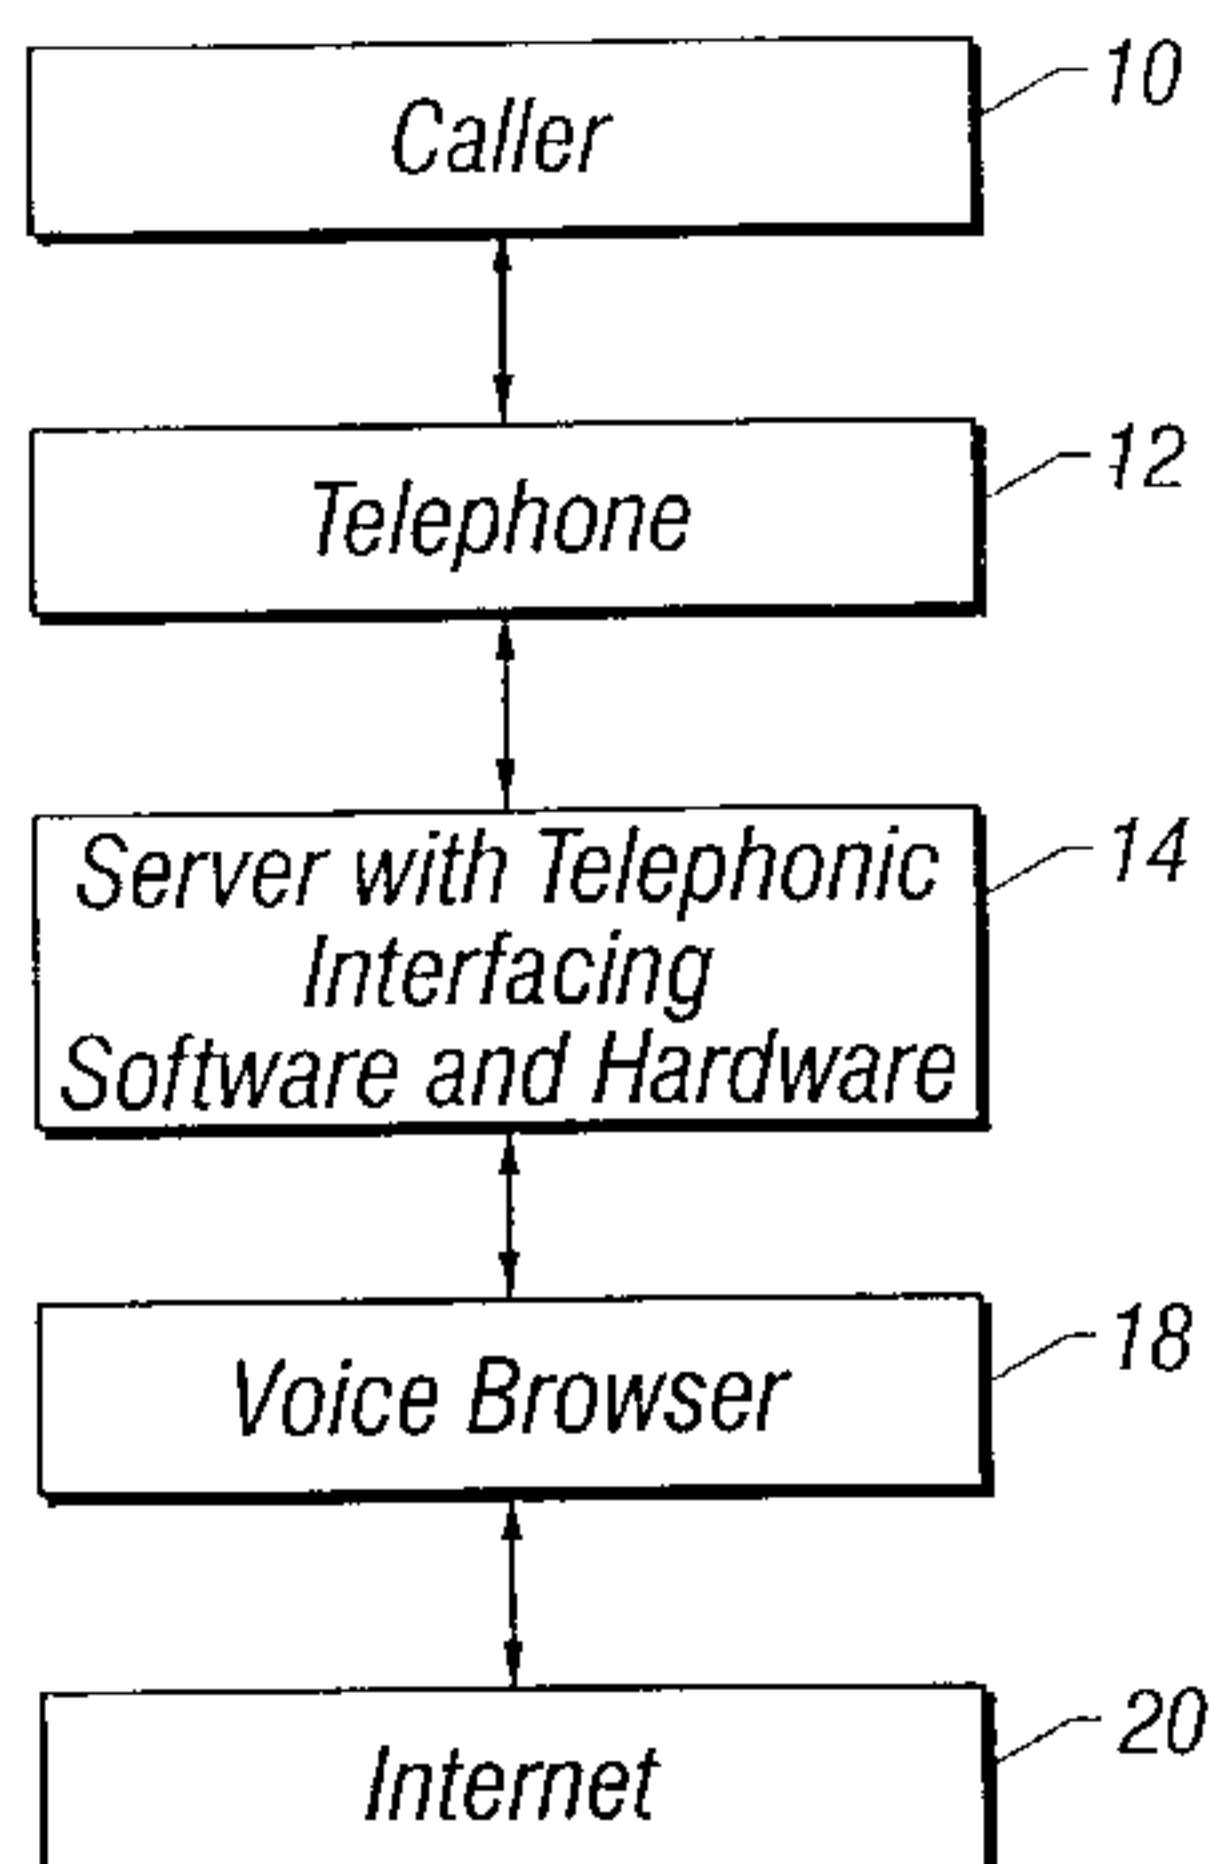 Caller
10
Telephone
12
Server with Telephonic
Interfacing
Software and Hardware
14
Voice Browser
18
Internet
20